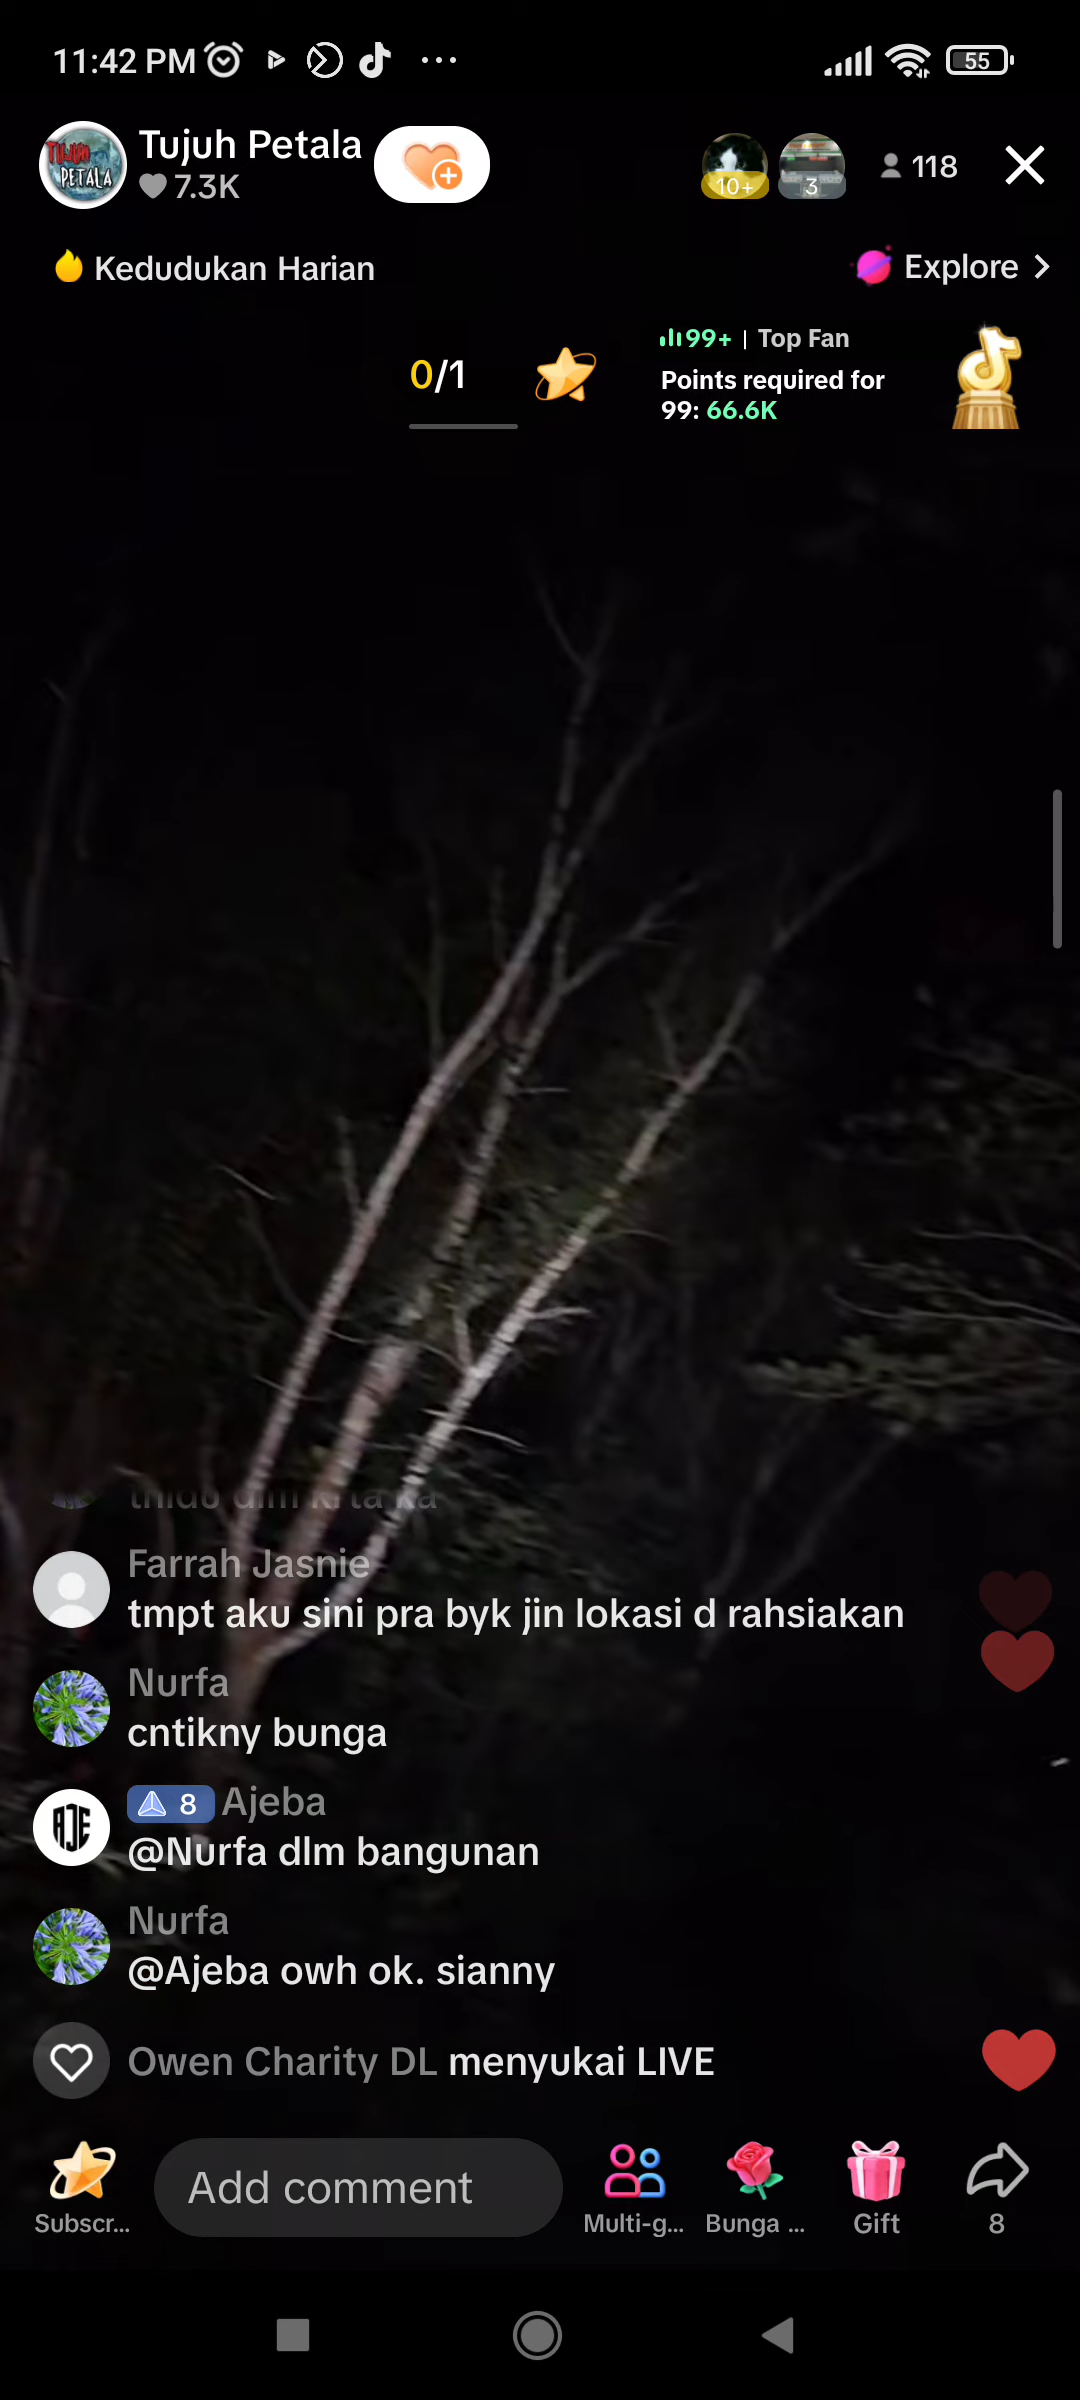 11:42 PM
55
TUJUH PETALA
Tujuh Petala
7.3K
10+
3
118
Kedudukan Harian
Explore
0/1
99+ | Top Fan
Points required for
99: 66.6K
Farrah Jasnie
tmpt aku sini pra byk jin lokasi d rahsiakan
Nurfa
cntikny bunga
8 Ajeba
AJE
@Nurfa dlm bangunan
Nurfa
@Ajeba owh ok. sianny
Owen Charity DL menyukai LIVE
Add comment
Subscr...
Multi-g...
Bunga ...
Gift
8